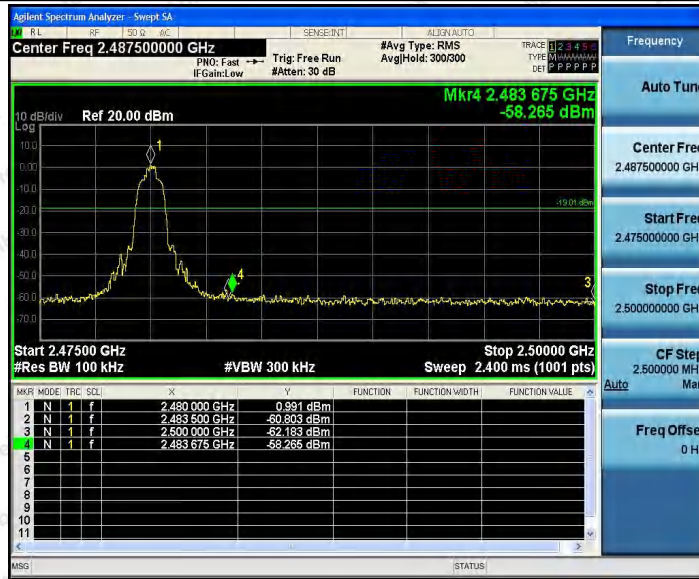 Agilent Spectrum Analyzer - Swept SA
RL RF 50 Ω AC SENSE:INT ALIGNAUTO
Center Freq 2.487500000 GHz
PNO: Fast
IFGain:Low
Trig: Free Run
#Atten: 30 dB
#Avg Type: RMS
Avg|Hold: 300/300
TRACE 1 2 3 4 5 6
TYPE M
DET P P P P P P
Mkr4 2.483 675 GHz
-58.265 dBm
10 dB/div Ref 20.00 dBm
Log
10.0
0.00
-10.0
-20.0
-30.0
-40.0
-50.0
-60.0
-70.0
1
-19.01 dBm
4
3
Start 2.47500 GHz Stop 2.50000 GHz
#Res BW 100 kHz #VBW 300 kHz Sweep 2.400 ms (1001 pts)
MKR MODE TRC SCL X Y FUNCTION FUNCTION WIDTH FUNCTION VALUE
1 N 1 f 2.480 000 GHz 0.991 dBm
2 N 1 f 2.483 500 GHz -60.803 dBm
3 N 1 f 2.500 000 GHz -62.183 dBm
4 N 1 f 2.483 675 GHz -58.265 dBm
5
6
7
8
9
10
11
MSG STATUS
Frequency
Auto Tun
Center Fre
2.487500000 GH
Start Fre
2.475000000 GH
Stop Fre
2.500000000 GH
CF Ste
2.500000 MH
Auto Ma
Freq Offse
0 H